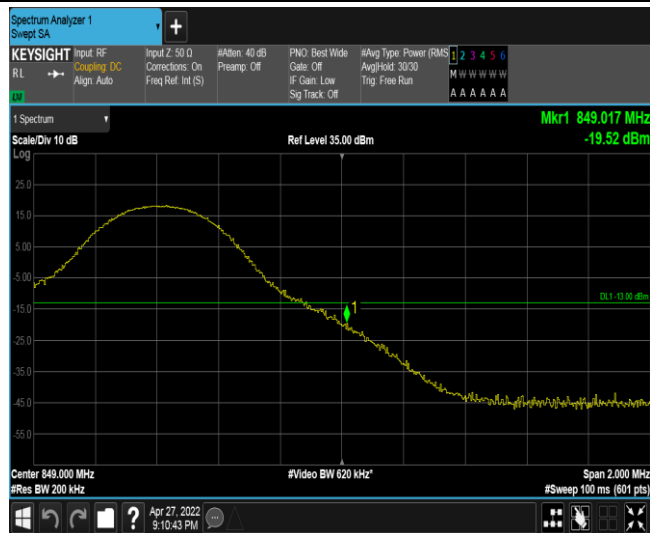 Spectrum Analyzer 1
Swept SA
+
KEYSIGHT
RL
LXI
Input: RF
Coupling: DC
Align: Auto
Input Z: 50 Ω
Corrections: On
Freq Ref: Int (S)
#Atten: 40 dB
Preamp: Off
PNO: Best Wide
Gate: Off
IF Gain: Low
Sig Track: Off
#Avg Type: Power (RMS
Avg|Hold: 30/30
Trig: Free Run
1 2 3 4 5 6
M W W W W W
A A A A A A
1 Spectrum
Scale/Div 10 dB
Log
Ref Level 35.00 dBm
Mkr1 849.017 MHz
-19.52 dBm
25.0
15.0
5.00
-5.00
-15.0
-25.0
-35.0
-45.0
-55.0
1
DL1 -13.00 dBm
Center 849.000 MHz
#Video BW 620 kHz*
Span 2.000 MHz
#Res BW 200 kHz
#Sweep 100 ms (601 pts)
?
Apr 27, 2022
9:10:43 PM